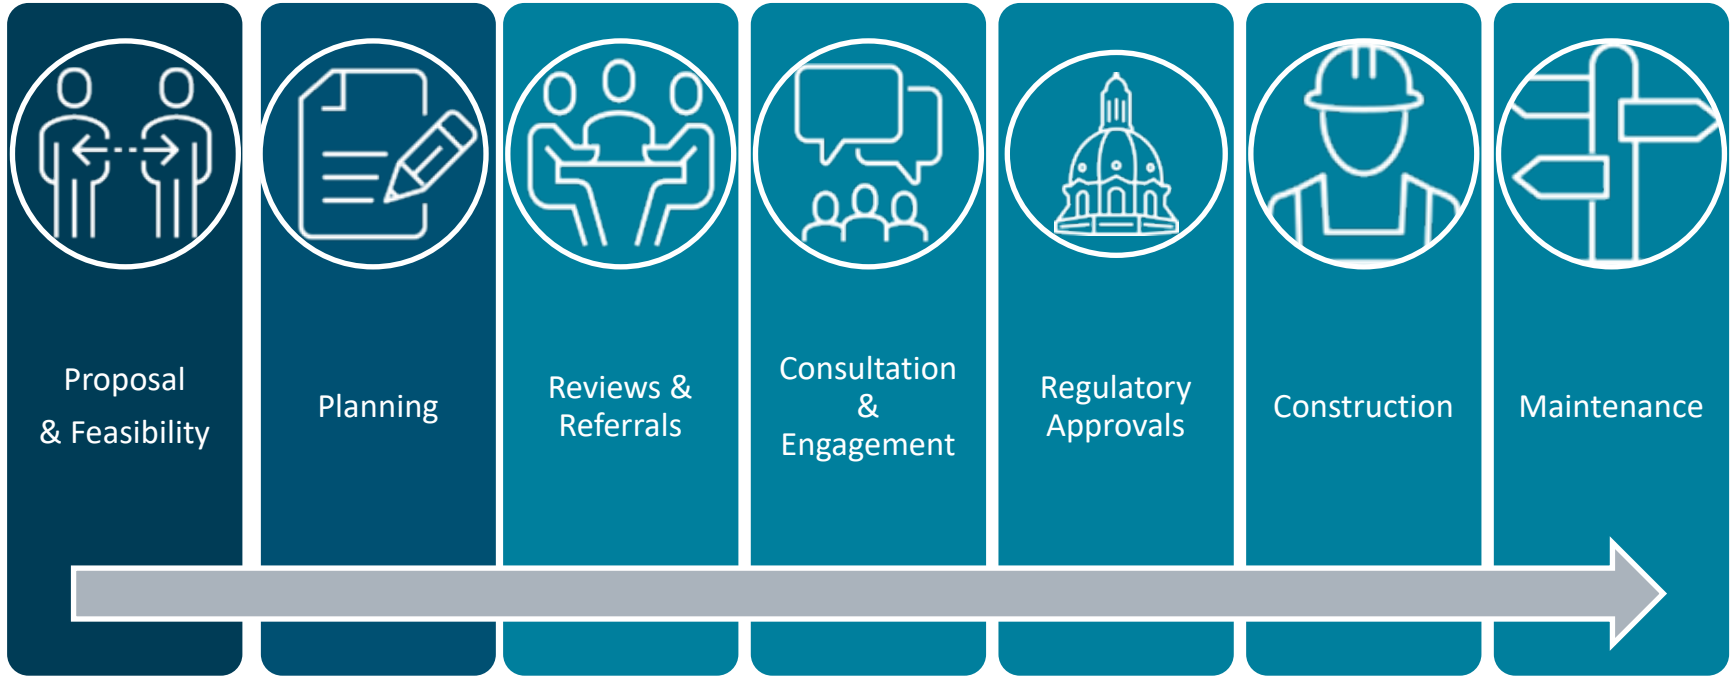 Proposal
& Feasibility
Planning
Reviews &
Referrals
Consultation
&
Engagement
Regulatory
Approvals
Construction
Maintenance